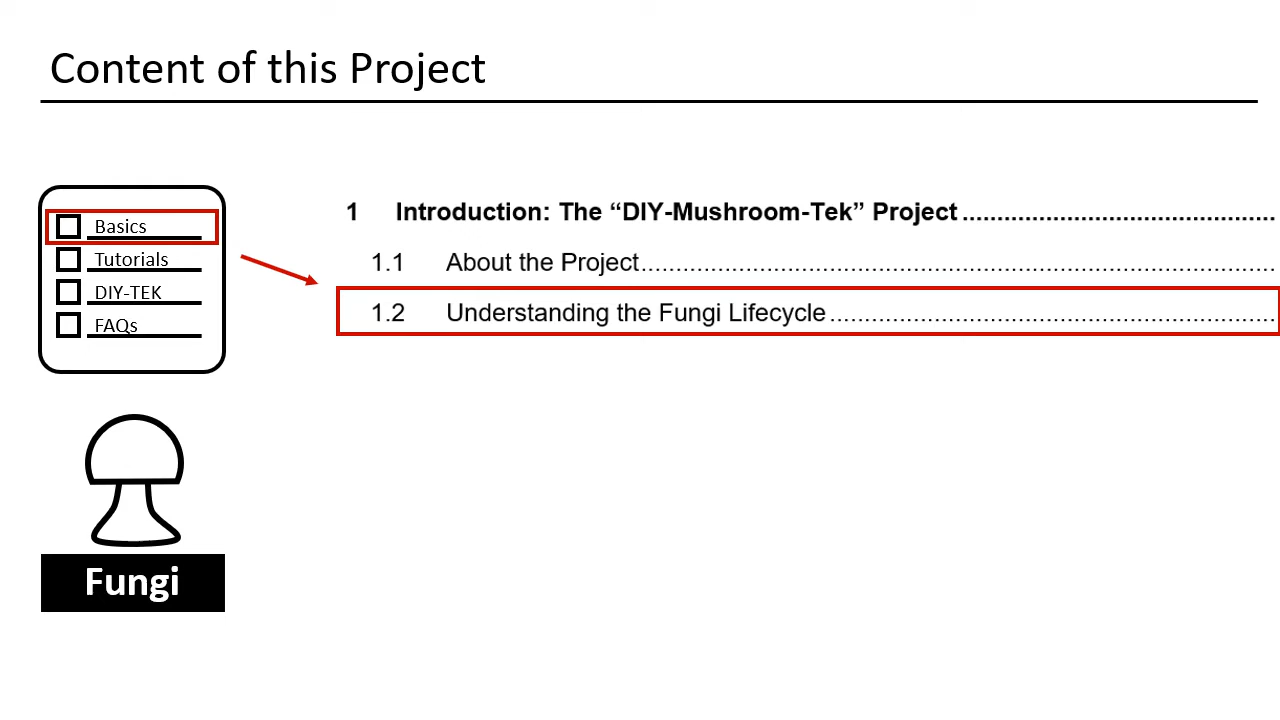 Content of this Project
Basics
Tutorials
DIY-TEK
FAQs
Fungi
1 Introduction: The “DIY-Mushroom-Tek” Project.............................................
1.1 About the Project...........................................................................................
1.2 Understanding the Fungi Lifecycle................................................................